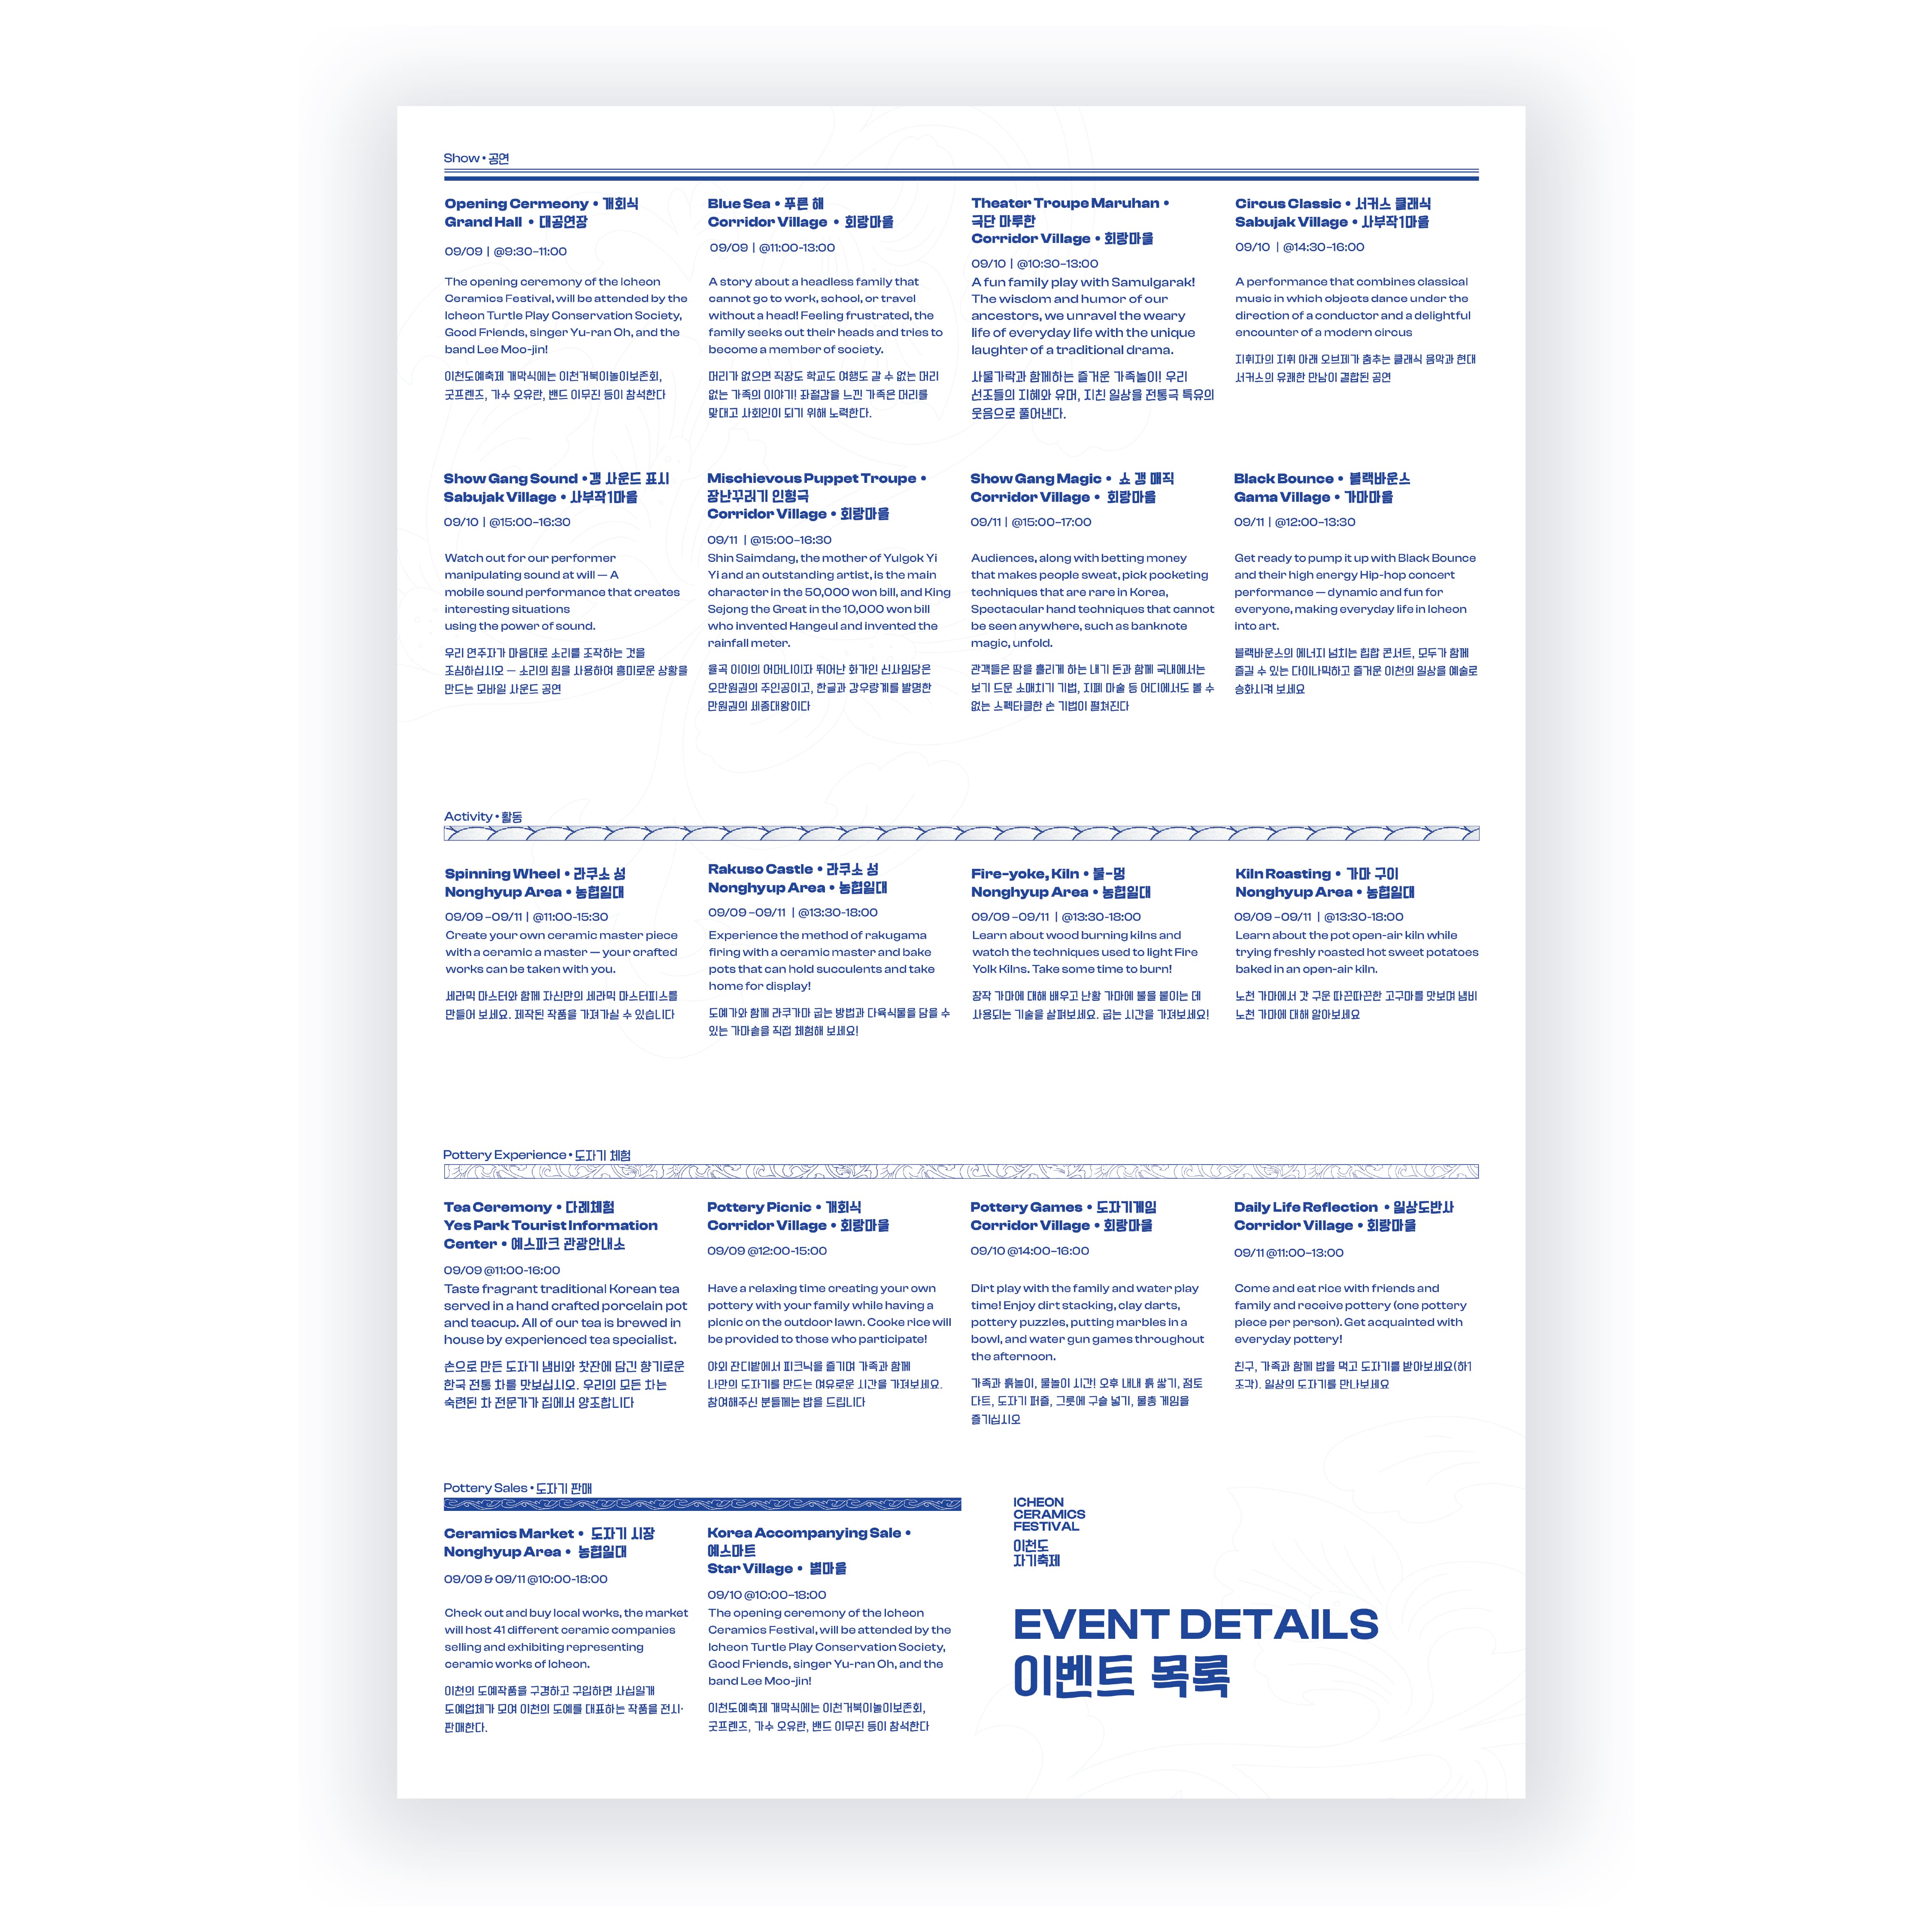 Show • 공연
Opening Cermeony • 개회식
Grand Hall • 대공연장
09/09 | @9:30–11:00
The opening ceremony of the Icheon
Ceramics Festival, will be attended by the
Icheon Turtle Play Conservation Society,
Good Friends, singer Yu-ran Oh, and the
band Lee Moo-jin!
이천도예축제 개막식에는 이천거북이놀이보존회,
굿프렌즈, 가수 오유란, 밴드 이무진 등이 참석한다
Blue Sea • 푸른 해
Corridor Village • 회랑마을
09/09 | @11:00-13:00
A story about a headless family that
cannot go to work, school, or travel
without a head! Feeling frustrated, the
family seeks out their heads and tries to
become a member of society.
머리가 없으면 직장도 학교도 여행도 갈 수 없는 머리
없는 가족의 이야기! 좌절감을 느낀 가족은 머리를
맞대고 사회인이 되기 위해 노력한다.
Theater Troupe Maruhan •
극단 마루한
Corridor Village • 회랑마을
09/10 | @10:30–13:00
A fun family play with Samulgarak!
The wisdom and humor of our
ancestors, we unravel the weary
life of everyday life with the unique
laughter of a traditional drama.
사물가락과 함께하는 즐거운 가족놀이! 우리
선조들의 지혜와 유머, 지친 일상을 전통극 특유의
웃음으로 풀어낸다.
Circus Classic • 서커스 클래식
Sabujak Village • 사부작1마을
09/10 | @14:30–16:00
A performance that combines classical
music in which objects dance under the
direction of a conductor and a delightful
encounter of a modern circus
지휘자의 지휘 아래 오브제가 춤추는 클래식 음악과 현대
서커스의 유쾌한 만남이 결합된 공연
Show Gang Sound •갱 사운드 표시
Sabujak Village • 사부작1마을
09/10 | @15:00–16:30
Watch out for our performer
manipulating sound at will — A
mobile sound performance that creates
interesting situations
using the power of sound.
우리 연주자가 마음대로 소리를 조작하는 것을
조심하십시오 — 소리의 힘을 사용하여 흥미로운 상황을
만드는 모바일 사운드 공연
Mischievous Puppet Troupe •
장난꾸러기 인형극
Corridor Village • 회랑마을
09/11 | @15:00–16:30
Shin Saimdang, the mother of Yulgok Yi
Yi and an outstanding artist, is the main
character in the 50,000 won bill, and King
Sejong the Great in the 10,000 won bill
who invented Hangeul and invented the
rainfall meter.
율곡 이이의 어머니이자 뛰어난 화가인 신사임당은
오만원권의 주인공이고, 한글과 강우량계를 발명한
만원권의 세종대왕이다
Show Gang Magic • 쇼 갱 매직
Corridor Village • 회랑마을
09/11 | @15:00–17:00
Audiences, along with betting money
that makes people sweat, pick pocketing
techniques that are rare in Korea,
Spectacular hand techniques that cannot
be seen anywhere, such as banknote
magic, unfold.
관객들은 땀을 흘리게 하는 내기 돈과 함께 국내에서는
보기 드문 소매치기 기법, 지폐 마술 등 어디에서도 볼 수
없는 스펙타클한 손 기법이 펼쳐진다
Black Bounce • 블랙바운스
Gama Village • 가마마을
09/11 | @12:00–13:30
Get ready to pump it up with Black Bounce
and their high energy Hip-hop concert
performance — dynamic and fun for
everyone, making everyday life in Icheon
into art.
블랙바운스의 에너지 넘치는 힙합 콘서트, 모두가 함께
즐길 수 있는 다이나믹하고 즐거운 이천의 일상을 예술로
승화시켜 보세요
Activity • 활동
Spinning Wheel • 라쿠소 성
Nonghyup Area • 농협일대
09/09 –09/11 | @11:00-15:30
Create your own ceramic master piece
with a ceramic a master — your crafted
works can be taken with you.
세라믹 마스터와 함께 자신만의 세라믹 마스터피스를
만들어 보세요. 제작된 작품을 가져가실 수 있습니다
Rakuso Castle • 라쿠소 성
Nonghyup Area • 농협일대
09/09 –09/11 | @13:30-18:00
Experience the method of rakugama
firing with a ceramic master and bake
pots that can hold succulents and take
home for display!
도예가와 함께 라쿠가마 굽는 방법과 다육식물을 담을 수
있는 가마솥을 직접 체험해 보세요!
Fire-yoke, Kiln • 불-멍
Nonghyup Area • 농협일대
09/09 –09/11 | @13:30-18:00
Learn about wood burning kilns and
watch the techniques used to light Fire
Yolk Kilns. Take some time to burn!
장작 가마에 대해 배우고 난황 가마에 불을 붙이는 데
사용되는 기술을 살펴보세요. 굽는 시간을 가져보세요!
Kiln Roasting • 가마 구이
Nonghyup Area • 농협일대
09/09 –09/11 | @13:30-18:00
Learn about the pot open-air kiln while
trying freshly roasted hot sweet potatoes
baked in an open-air kiln.
노천 가마에서 갓 구운 따끈따끈한 고구마를 맛보며 냄비
노천 가마에 대해 알아보세요
Pottery Experience • 도자기 체험
Tea Ceremony • 다례체험
Yes Park Tourist Information
Center • 예스파크 관광안내소
09/09 @11:00-16:00
Taste fragrant traditional Korean tea
served in a hand crafted porcelain pot
and teacup. All of our tea is brewed in
house by experienced tea specialist.
손으로 만든 도자기 냄비와 찻잔에 담긴 향기로운
한국 전통 차를 맛보십시오. 우리의 모든 차는
숙련된 차 전문가가 집에서 양조합니다
Pottery Picnic • 개회식
Corridor Village • 회랑마을
09/09 @12:00-15:00
Have a relaxing time creating your own
pottery with your family while having a
picnic on the outdoor lawn. Cooke rice will
be provided to those who participate!
야외 잔디밭에서 피크닉을 즐기며 가족과 함께
나만의 도자기를 만드는 여유로운 시간을 가져보세요.
참여해주신 분들께는 밥을 드립니다
Pottery Games • 도자기게임
Corridor Village • 회랑마을
09/10 @14:00–16:00
Dirt play with the family and water play
time! Enjoy dirt stacking, clay darts,
pottery puzzles, putting marbles in a
bowl, and water gun games throughout
the afternoon.
가족과 흙놀이, 물놀이 시간! 오후 내내 흙 쌓기, 점토
다트, 도자기 퍼즐, 그릇에 구슬 넣기, 물총 게임을
즐기십시오
Daily Life Reflection • 일상도반사
Corridor Village • 회랑마을
09/11 @11:00–13:00
Come and eat rice with friends and
family and receive pottery (one pottery
piece per person). Get acquainted with
everyday pottery!
친구, 가족과 함께 밥을 먹고 도자기를 받아보세요(하1
조각). 일상의 도자기를 만나보세요
Pottery Sales • 도자기 판매
Ceramics Market • 도자기 시장
Nonghyup Area • 농협일대
09/09 & 09/11 @10:00-18:00
Check out and buy local works, the market
will host 41 different ceramic companies
selling and exhibiting representing
ceramic works of Icheon.
이천의 도예작품을 구경하고 구입하면 사십일개
도예업체가 모여 이천의 도예를 대표하는 작품을 전시·
판매한다.
Korea Accompanying Sale •
예스마트
Star Village • 별마을
09/10 @10:00–18:00
The opening ceremony of the Icheon
Ceramics Festival, will be attended by the
Icheon Turtle Play Conservation Society,
Good Friends, singer Yu-ran Oh, and the
band Lee Moo-jin!
이천도예축제 개막식에는 이천거북이놀이보존회,
굿프렌즈, 가수 오유란, 밴드 이무진 등이 참석한다
ICHEON
CERAMICS
FESTIVAL
이천도
자기축제
EVENT DETAILS
이벤트 목록